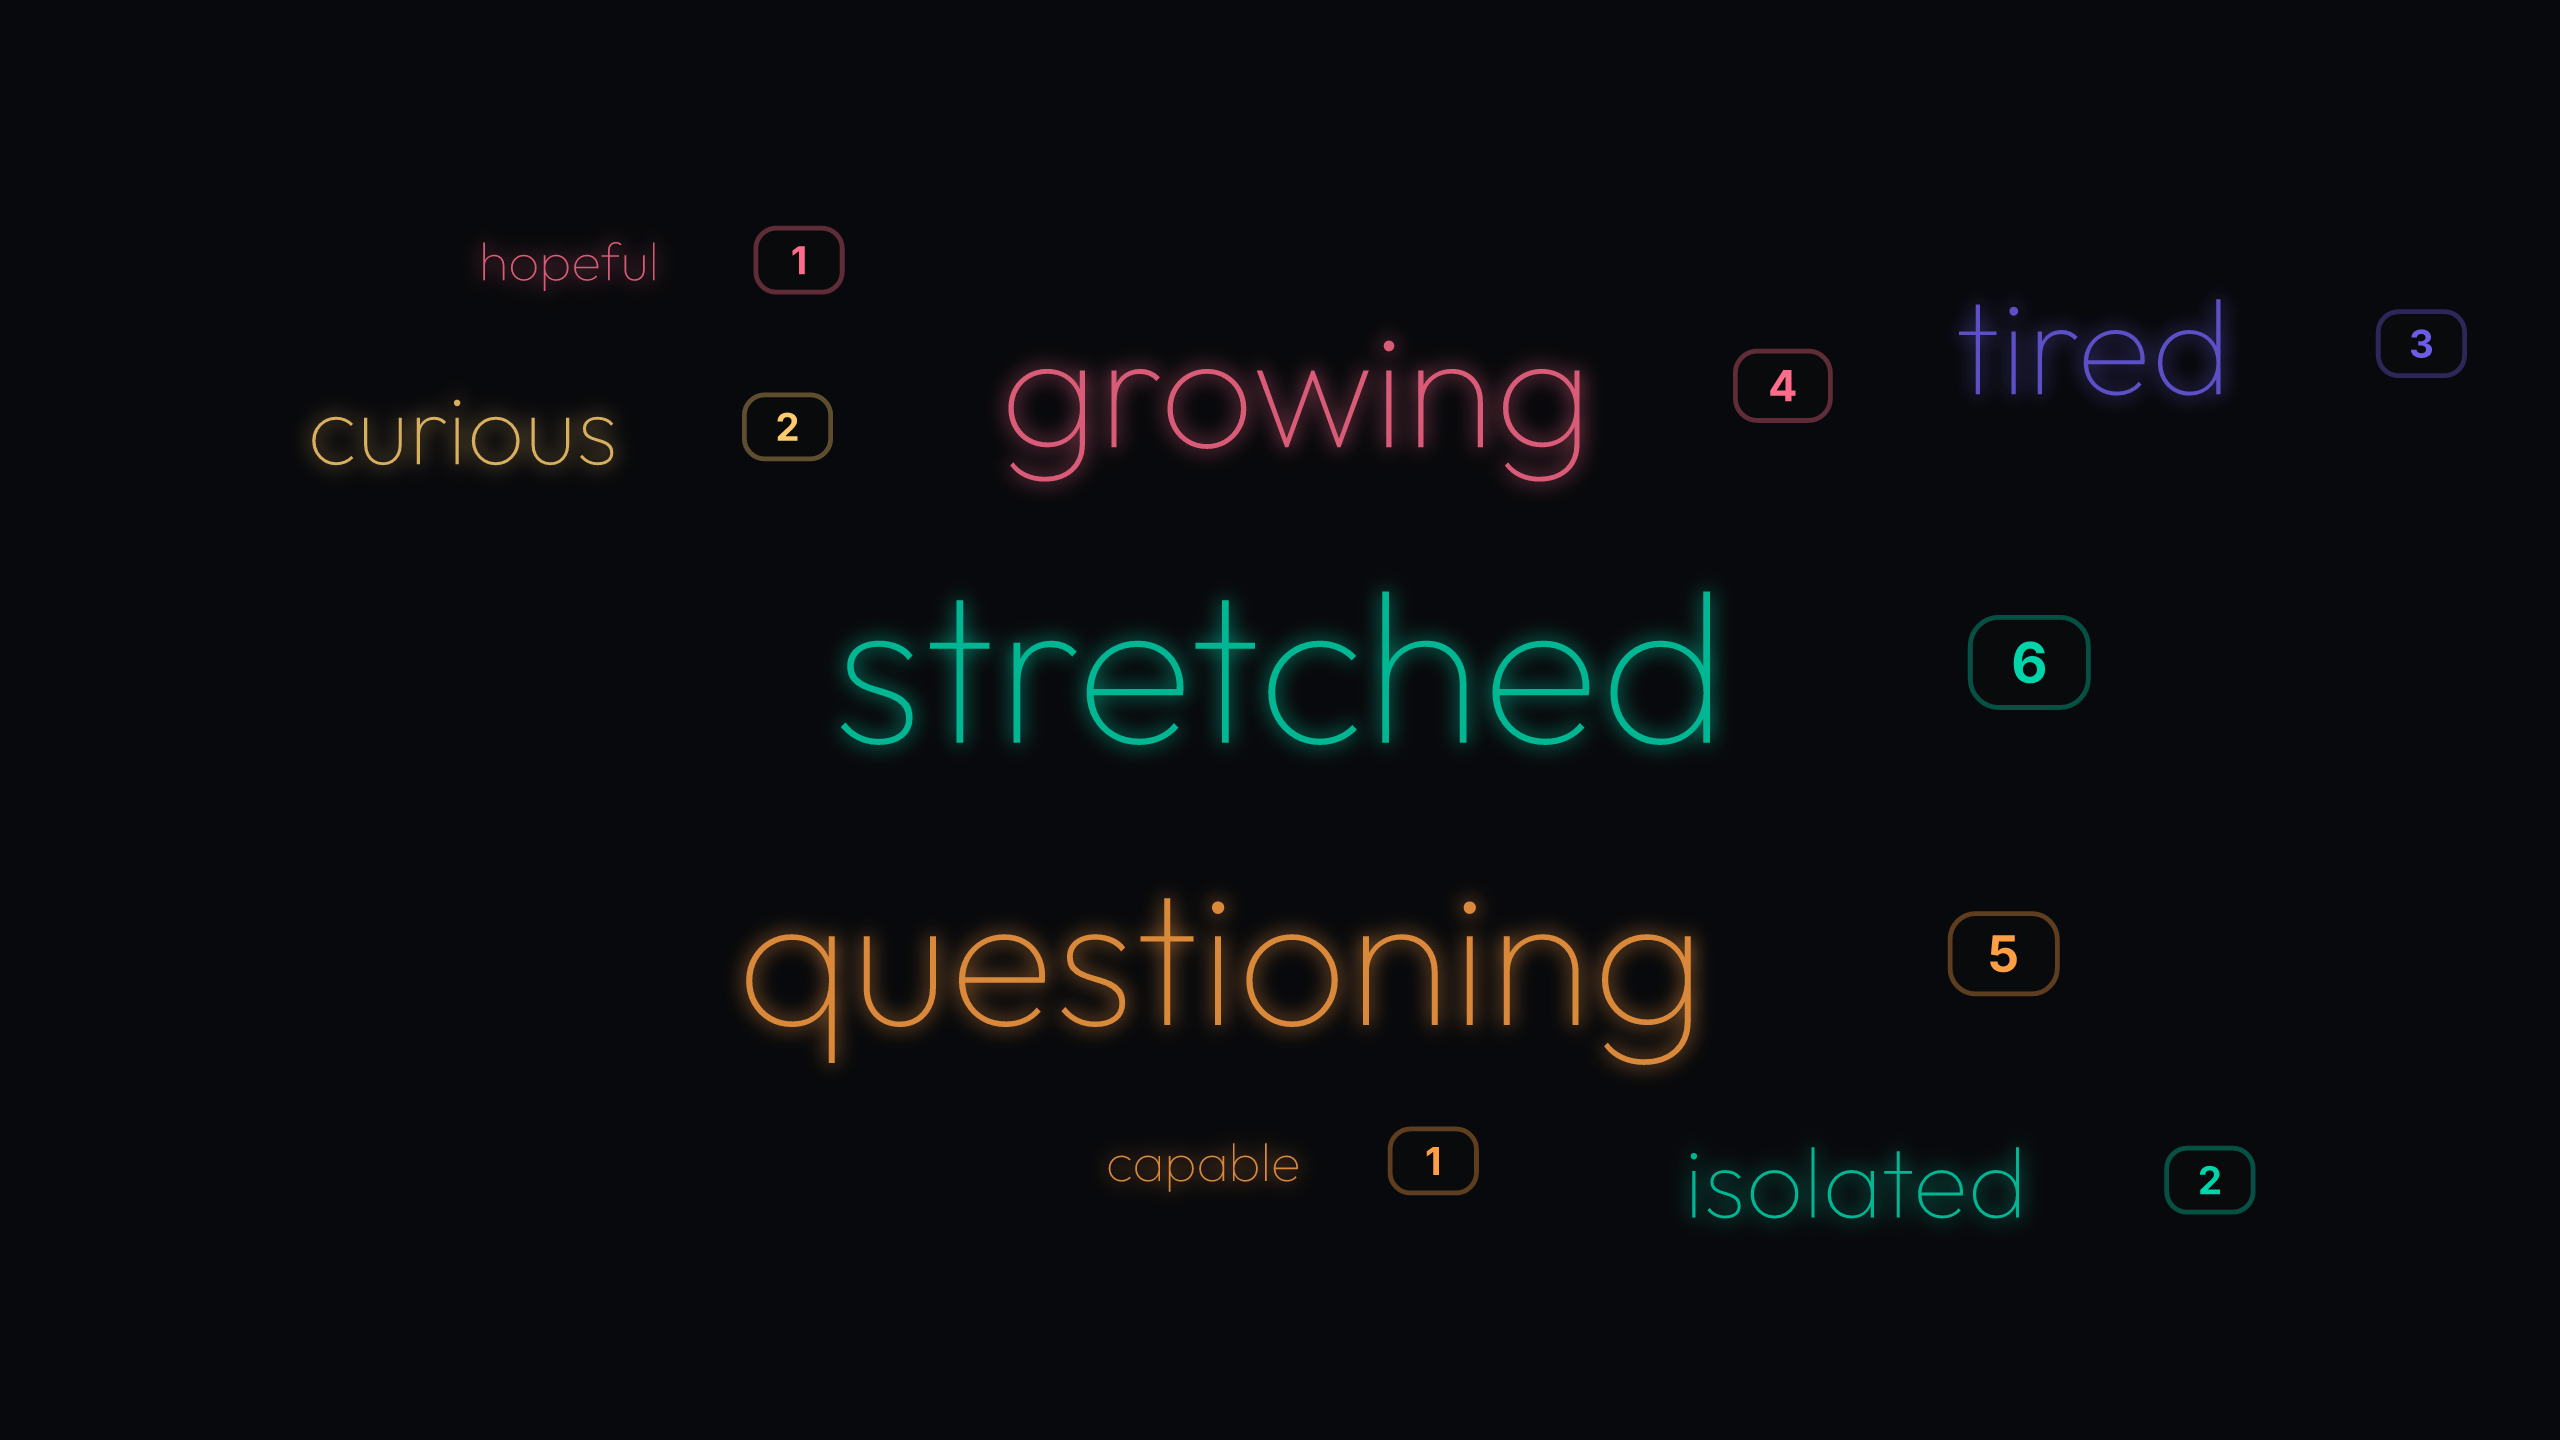 hopeful 1
tired 3
growing 4
curious 2
stretched 6
questioning 5
capable 1
isolated 2